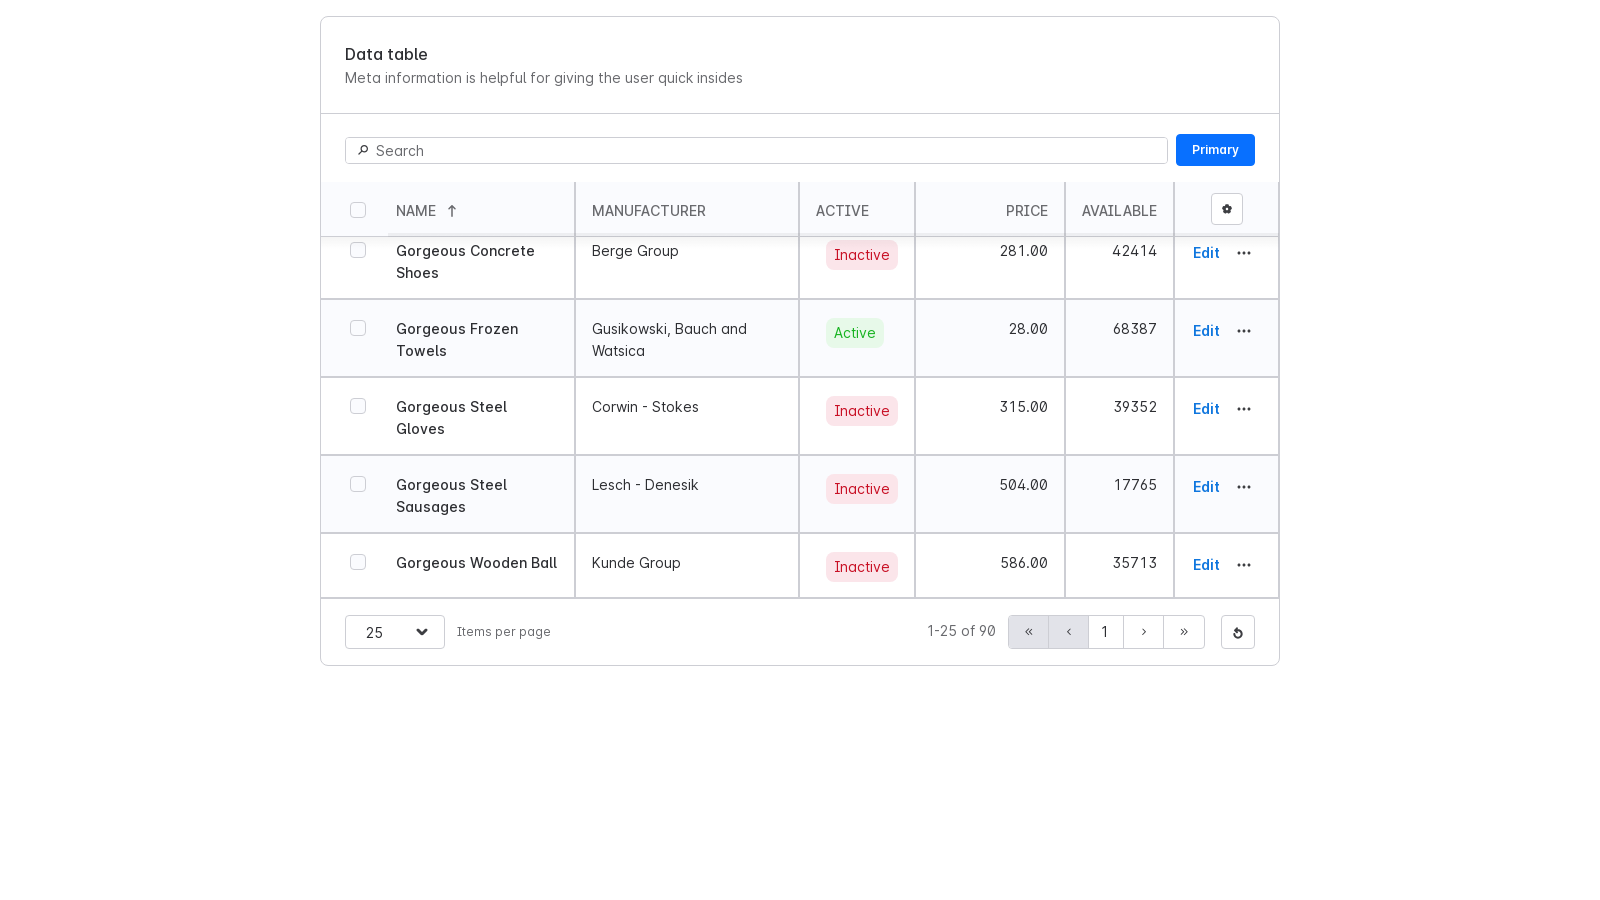 Data table
Meta information is helpful for giving the user quick insides
Search
Primary
NAME MANUFACTURER ACTIVE PRICE AVAILABLE
Gorgeous Concrete Berge Group Inactive 281.00 42414 Edit
Shoes
Gorgeous Frozen Gusikowski, Bauch and Active 28.00 68387 Edit
Towels Watsica
Gorgeous Steel Corwin - Stokes Inactive 315.00 39352 Edit
Gloves
Gorgeous Steel Lesch - Denesik Inactive 504.00 17765 Edit
Sausages
Gorgeous Wooden Ball Kunde Group Inactive 586.00 35713 Edit
25 Items per page 1-25 of 90 « ‹ 1 › »